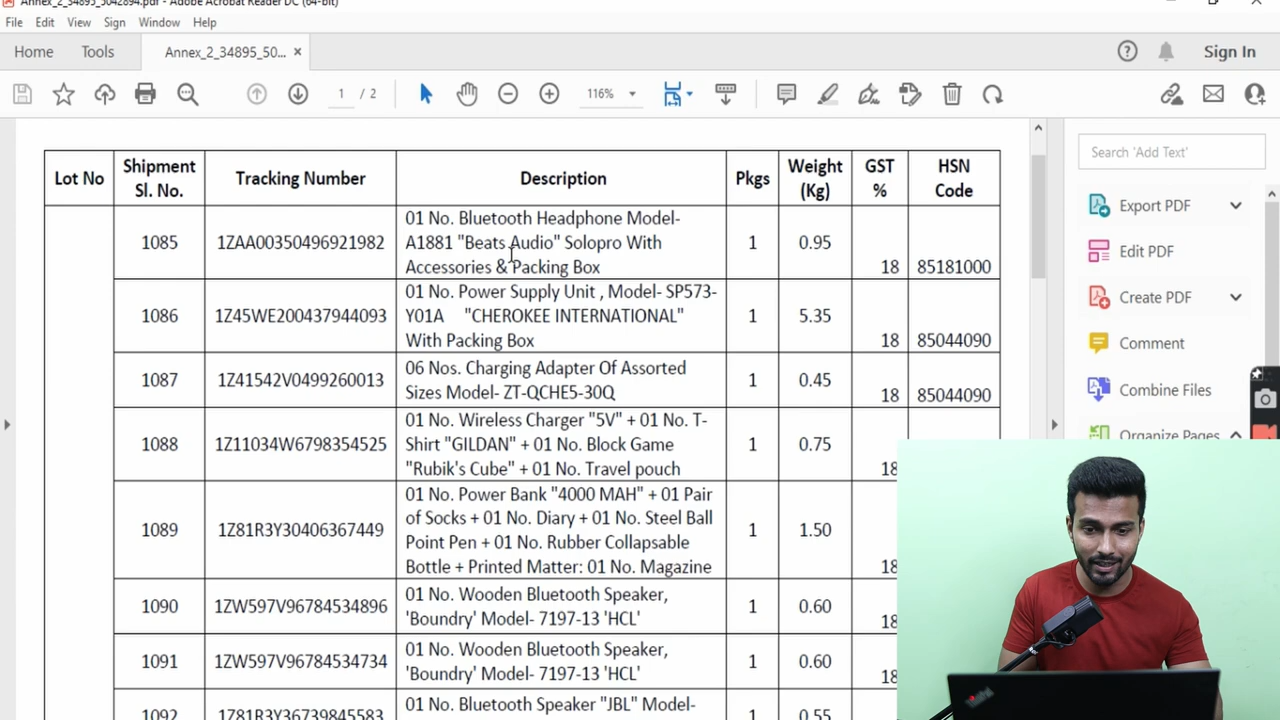 Annex_2_34895_5042894.pdf - Adobe Acrobat Reader DC (64-bit)
File Edit View Sign Window Help
Home Tools Annex_2_34895_50... × Sign In
1 / 2 116%
Search 'Add Text'
Export PDF
Edit PDF
Create PDF
Comment
Combine Files
Organize Pages
Lot No Shipment Sl. No. Tracking Number Description Pkgs Weight (Kg) GST % HSN Code
1085 1ZAA00350496921982 01 No. Bluetooth Headphone Model-
A1881 "Beats Audio" Solopro With
Accessories & Packing Box 1 0.95 18 85181000
1086 1Z45WE200437944093 01 No. Power Supply Unit , Model- SP573-
Y01A "CHEROKEE INTERNATIONAL"
With Packing Box 1 5.35 18 85044090
1087 1Z41542V0499260013 06 Nos. Charging Adapter Of Assorted
Sizes Model- ZT-QCHE5-30Q 1 0.45 18 85044090
1088 1Z11034W6798354525 01 No. Wireless Charger "5V" + 01 No. T-
Shirt "GILDAN" + 01 No. Block Game
"Rubik's Cube" + 01 No. Travel pouch 1 0.75 18
1089 1Z81R3Y30406367449 01 No. Power Bank "4000 MAH" + 01 Pair
of Socks + 01 No. Diary + 01 No. Steel Ball
Point Pen + 01 No. Rubber Collapsable
Bottle + Printed Matter: 01 No. Magazine 1 1.50 18
1090 1ZW597V96784534896 01 No. Wooden Bluetooth Speaker,
'Boundry' Model- 7197-13 'HCL' 1 0.60 18
1091 1ZW597V96784534734 01 No. Wooden Bluetooth Speaker,
'Boundry' Model- 7197-13 'HCL' 1 0.60 18
1092 1Z81R3Y36739845583 01 No. Bluetooth Speaker "JBL" Model- 1 0.55